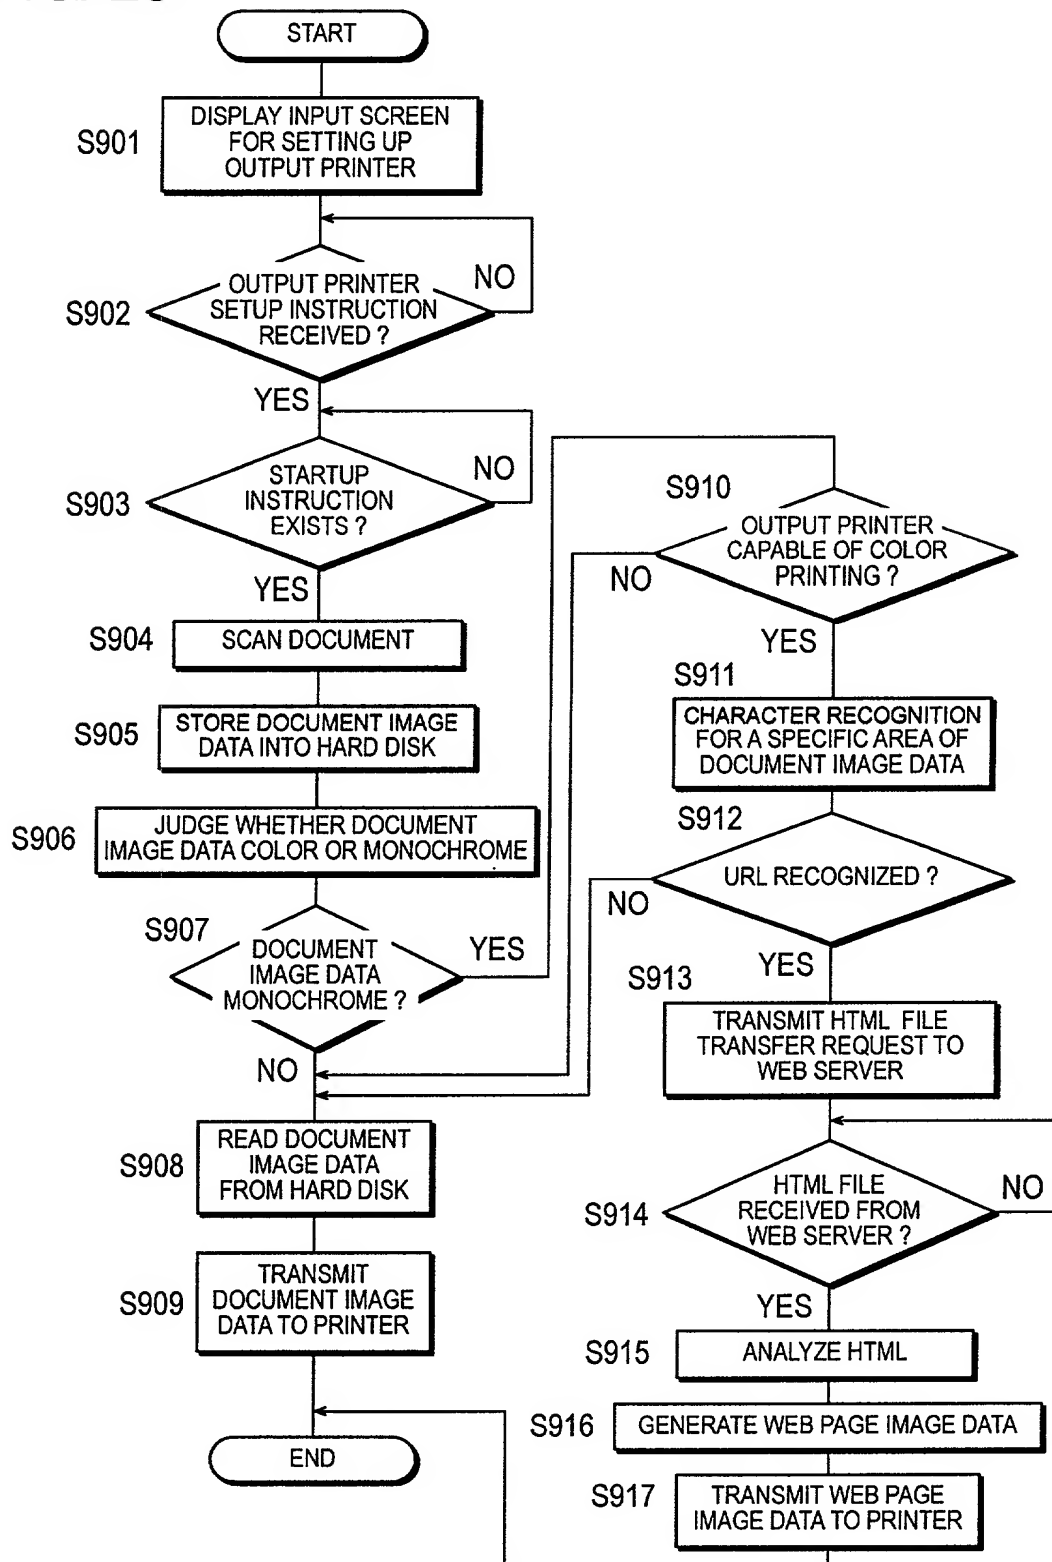 START
S901
DISPLAY INPUT SCREEN
FOR SETTING UP
OUTPUT PRINTER
S902
OUTPUT PRINTER
SETUP INSTRUCTION
RECEIVED ?
NO
YES
S903
STARTUP
INSTRUCTION
EXISTS ?
NO
YES
S904
SCAN DOCUMENT
S905
STORE DOCUMENT IMAGE
DATA INTO HARD DISK
S906
JUDGE WHETHER DOCUMENT
IMAGE DATA COLOR OR MONOCHROME
S907
DOCUMENT
IMAGE DATA
MONOCHROME ?
YES
NO
S908
READ DOCUMENT
IMAGE DATA
FROM HARD DISK
S909
TRANSMIT
DOCUMENT IMAGE
DATA TO PRINTER
END
S910
OUTPUT PRINTER
CAPABLE OF COLOR
PRINTING ?
NO
YES
S911
CHARACTER RECOGNITION
FOR A SPECIFIC AREA OF
DOCUMENT IMAGE DATA
S912
URL RECOGNIZED ?
NO
YES
S913
TRANSMIT HTML FILE
TRANSFER REQUEST TO
WEB SERVER
S914
HTML FILE
RECEIVED FROM
WEB SERVER ?
NO
YES
S915
ANALYZE HTML
S916
GENERATE WEB PAGE IMAGE DATA
S917
TRANSMIT WEB PAGE
IMAGE DATA TO PRINTER